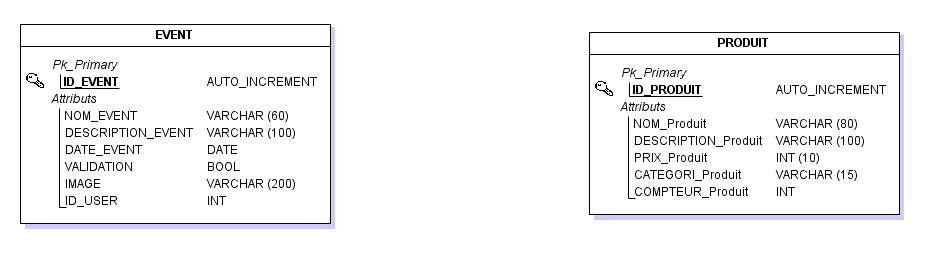 EVENT
Pk_Primary
ID_EVENT AUTO_INCREMENT
Attributs
NOM_EVENT VARCHAR (60)
DESCRIPTION_EVENT VARCHAR (100)
DATE_EVENT DATE
VALIDATION BOOL
IMAGE VARCHAR (200)
ID_USER INT
PRODUIT
Pk_Primary
ID_PRODUIT AUTO_INCREMENT
Attributs
NOM_Produit VARCHAR (80)
DESCRIPTION_Produit VARCHAR (100)
PRIX_Produit INT (10)
CATEGORI_Produit VARCHAR (15)
COMPTEUR_Produit INT